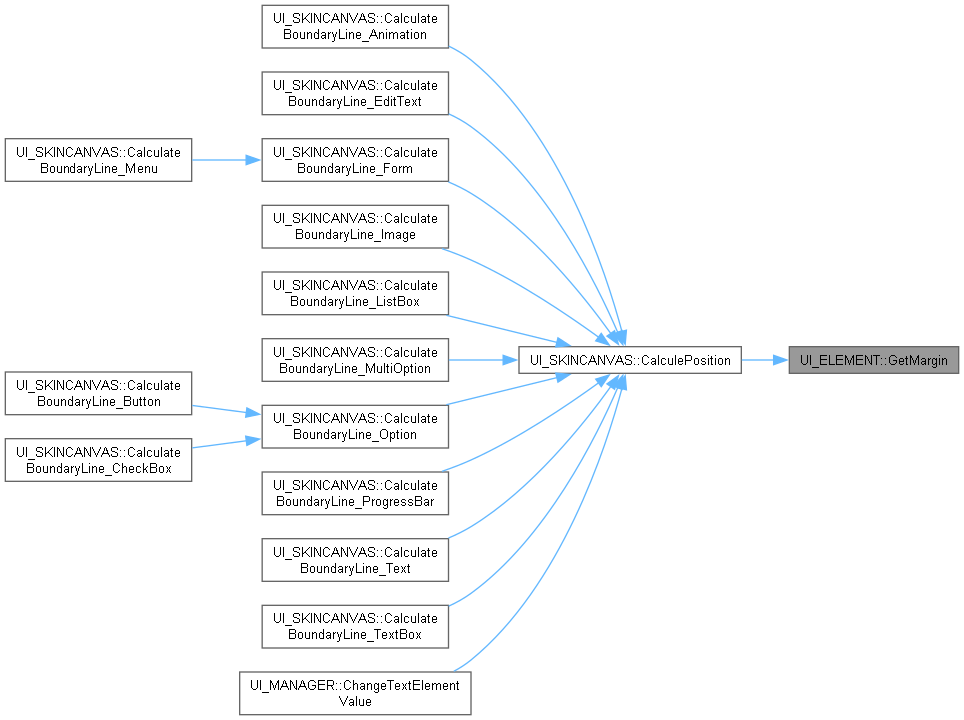 UI_SKINCANVAS::Calculate
BoundaryLine_Animation
UI_SKINCANVAS::Calculate
BoundaryLine_EditText
UI_SKINCANVAS::Calculate
BoundaryLine_Menu
UI_SKINCANVAS::Calculate
BoundaryLine_Form
UI_SKINCANVAS::Calculate
BoundaryLine_Image
UI_SKINCANVAS::Calculate
BoundaryLine_ListBox
UI_SKINCANVAS::Calculate
BoundaryLine_MultiOption
UI_SKINCANVAS::CalculePosition
UI_ELEMENT::GetMargin
UI_SKINCANVAS::Calculate
BoundaryLine_Button
UI_SKINCANVAS::Calculate
BoundaryLine_Option
UI_SKINCANVAS::Calculate
BoundaryLine_CheckBox
UI_SKINCANVAS::Calculate
BoundaryLine_ProgressBar
UI_SKINCANVAS::Calculate
BoundaryLine_Text
UI_SKINCANVAS::Calculate
BoundaryLine_TextBox
UI_MANAGER::ChangeTextElement
Value